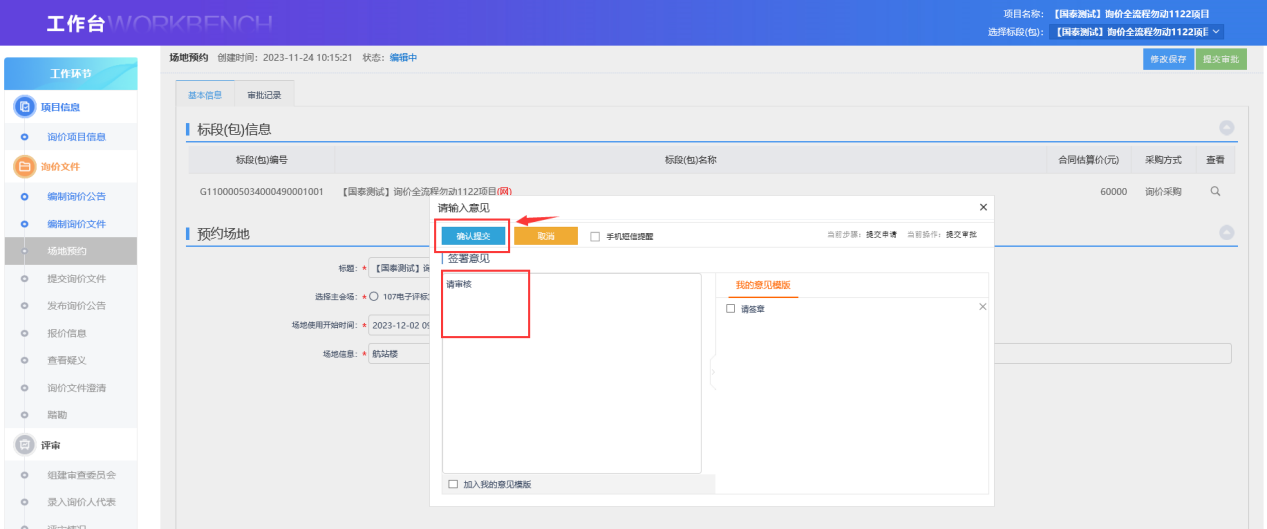 工作台WORKBENCH
项目名称： 【国泰测试】询价全流程勿动1122项目
选择标段(包)： 【国泰测试】询价全流程勿动1122项目
工作环节
项目信息
询价项目信息
询价文件
编制询价公告
编制询价文件
场地预约
提交询价文件
发布询价公告
报价信息
查看疑义
询价文件澄清
踏勘
评审
组建审查委员会
录入询价人代表
评审情况
场地预约 创建时间：2023-11-24 10:15:21 状态：编辑中
修改保存 提交审批
基本信息 审批记录
标段(包)信息
标段(包)编号 标段(包)名称 合同估算价(元) 采购方式 查看
G1100005034000490001001 【国泰测试】询价全流程勿动1122项目(网) 60000 询价采购
预约场地
标题：* 【国泰测试】询
选择主会场：* 107电子评标
场地使用开始时间：* 2023-12-02 09
场地信息：* 航站楼
请输入意见 ×
确认提交 取消 手机短信提醒 当前步骤：提交申请 当前操作：提交审批
签署意见
请审核
我的意见模版
请签章
加入我的意见模版